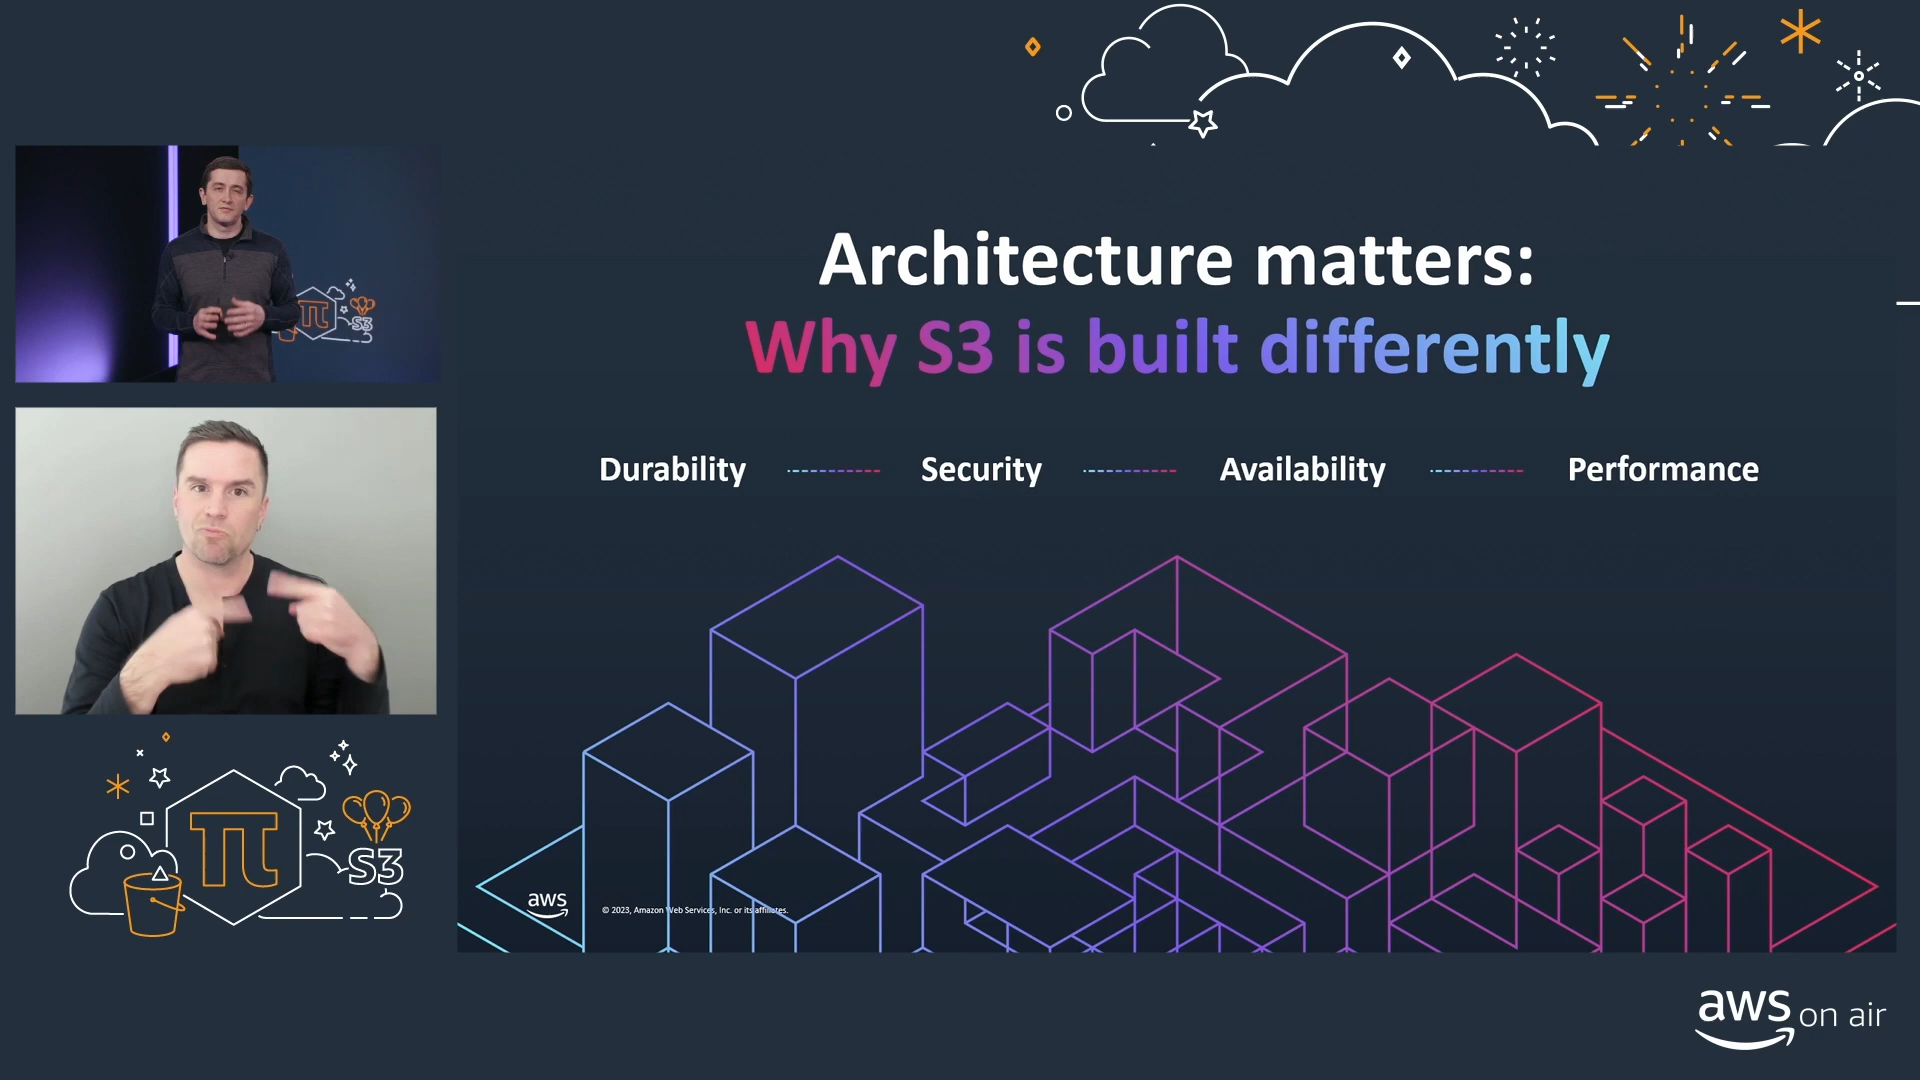 Architecture matters:
Why S3 is built differently
Durability
Security
Availability
Performance
π
S3
π
S3
aws
© 2023, Amazon Web Services, Inc. or its affiliates.
aws on air